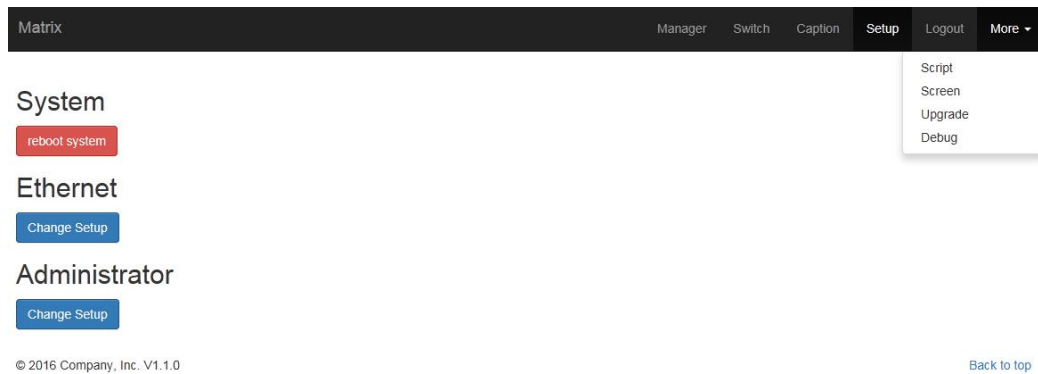 Matrix Manager Switch Caption Setup Logout More
Script
Screen
Upgrade
Debug
System
reboot system
Ethernet
Change Setup
Administrator
Change Setup
© 2016 Company, Inc. V1.1.0 Back to top